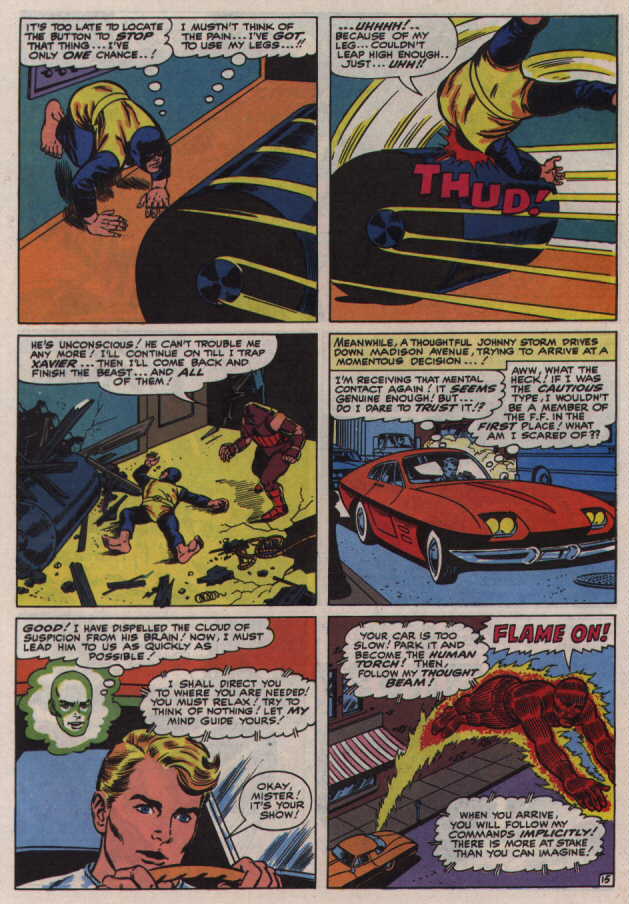 IT'S TOO LATE TO LOCATE
THE BUTTON TO STOP
THAT THING...I'VE
ONLY ONE CHANCE..!
I MUSTN'T THINK OF
THE PAIN...I'VE GOT
TO USE MY LEGS...!!
...UHHHH!--
BECAUSE OF MY
LEG...COULDN'T
LEAP HIGH ENOUGH..
JUST...UHH!!
THUD!
HE'S UNCONSCIOUS! HE CAN'T TROUBLE ME
ANY MORE! I'LL CONTINUE ON TILL I TRAP
XAVIER...THEN I'LL COME BACK AND
FINISH THE BEAST...AND ALL
OF THEM!
MEANWHILE, A THOUGHTFUL JOHNNY STORM DRIVES
DOWN MADISON AVENUE, TRYING TO ARRIVE AT A
MOMENTOUS DECISION...!
I'M RECEIVING THAT MENTAL
CONTACT AGAIN! IT SEEMS
GENUINE ENOUGH! BUT...
DO I DARE TO TRUST IT!?
AWW, WHAT THE
HECK! IF I WAS
THE CAUTIOUS
TYPE, I WOULDN'T
BE A MEMBER OF
THE F.F. IN THE
FIRST PLACE! WHAT
AM I SCARED OF??
GOOD! I HAVE DISPELLED THE CLOUD OF
SUSPICION FROM HIS BRAIN! NOW, I MUST
LEAD HIM TO US AS QUICKLY AS
POSSIBLE!
I SHALL DIRECT YOU
TO WHERE YOU ARE NEEDED!
YOU MUST RELAX! TRY TO
THINK OF NOTHING! LET MY
MIND GUIDE YOURS!
OKAY,
MISTER!
IT'S YOUR
SHOW!
YOUR CAR IS TOO
SLOW! PARK IT AND
BECOME THE HUMAN
TORCH! THEN,
FOLLOW MY THOUGHT
BEAM!
FLAME ON!
WHEN YOU ARRIVE,
YOU WILL FOLLOW MY
COMMANDS IMPLICITLY!
THERE IS MORE AT STAKE
THAN YOU CAN IMAGINE!
15